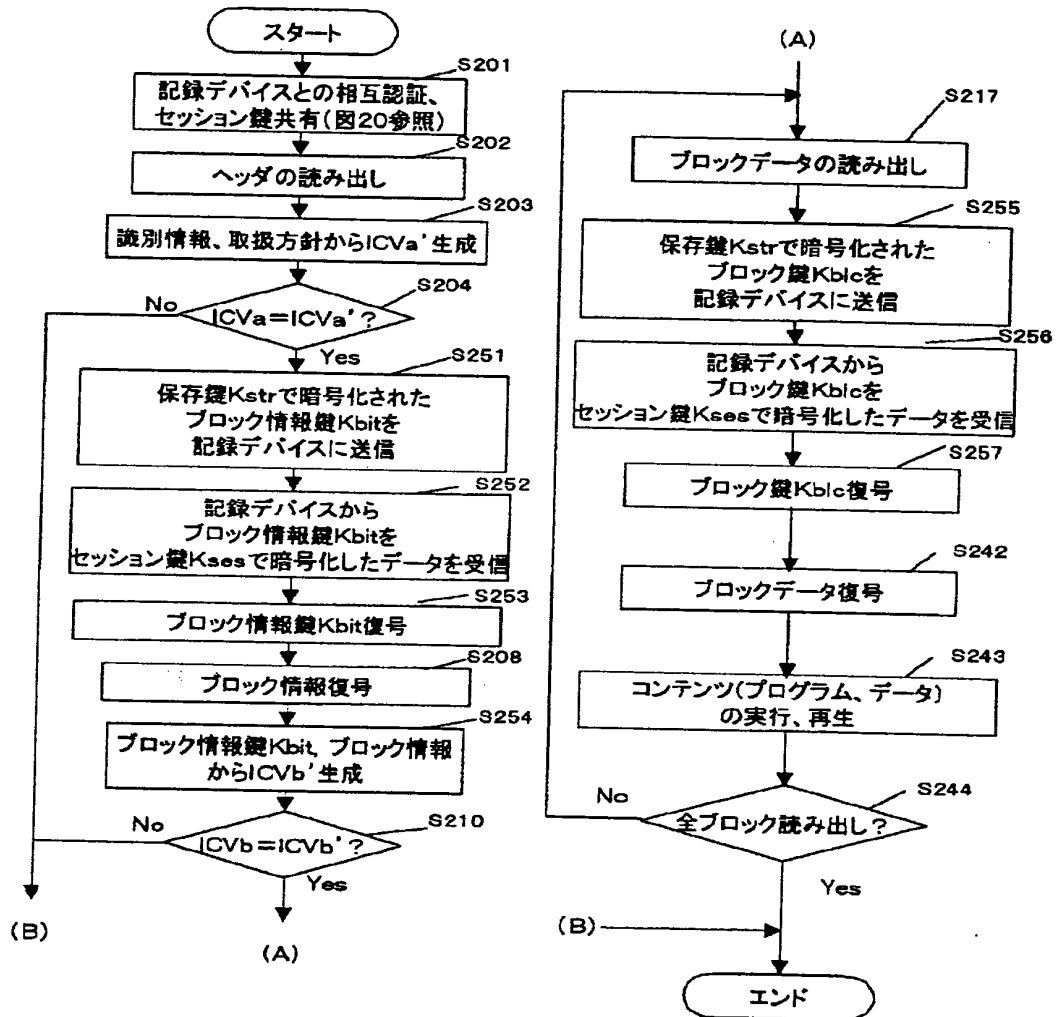 スタート
S201
記録デバイスとの相互認証、
セッション鍵共有(図20参照)
S202
ヘッダの読み出し
S203
識別情報、取扱方針からICVa'生成
S204
ICVa=ICVa'?
No
Yes
S251
保存鍵Kstrで暗号化された
ブロック情報鍵Kbitを
記録デバイスに送信
S252
記録デバイスから
ブロック情報鍵Kbitを
セッション鍵Ksesで暗号化したデータを受信
S253
ブロック情報鍵Kbit復号
S208
ブロック情報復号
S254
ブロック情報鍵Kbit,ブロック情報
からICVb'生成
S210
ICVb=ICVb'?
No
Yes
(B)
(A)
(A)
S217
ブロックデータの読み出し
S255
保存鍵Kstrで暗号化された
ブロック鍵Kblcを
記録デバイスに送信
S256
記録デバイスから
ブロック鍵Kblcを
セッション鍵Ksesで暗号化したデータを受信
S257
ブロック鍵Kblc復号
S242
ブロックデータ復号
S243
コンテンツ(プログラム、データ)
の実行、再生
S244
全ブロック読み出し?
No
Yes
(B)
エンド